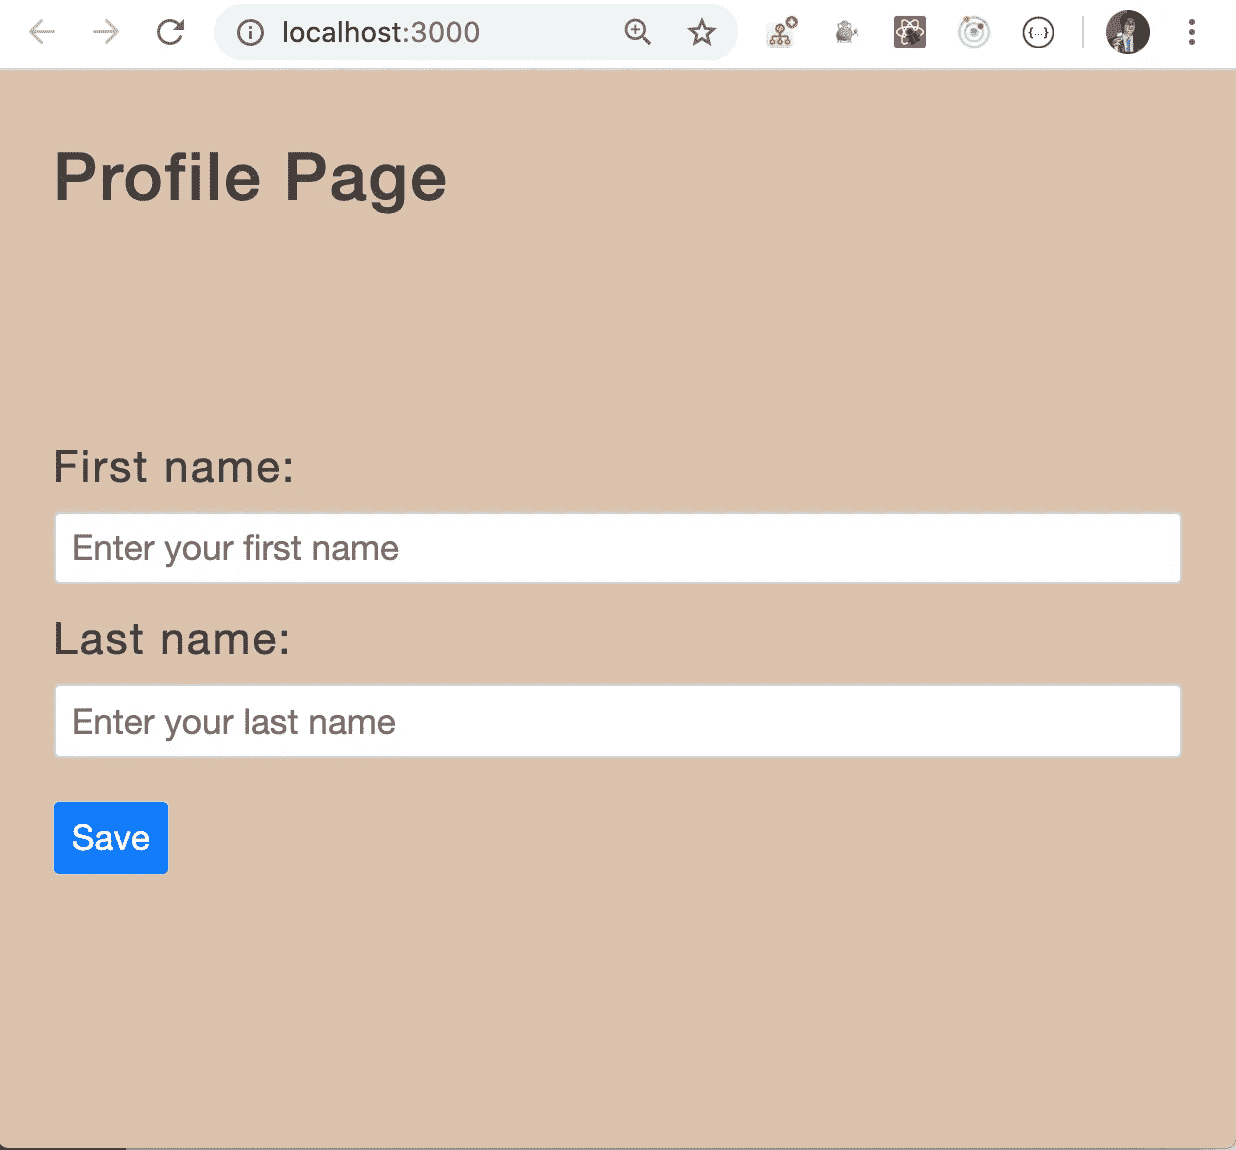 localhost:3000
{...}
Profile Page
First name:
Enter your first name
Last name:
Enter your last name
Save